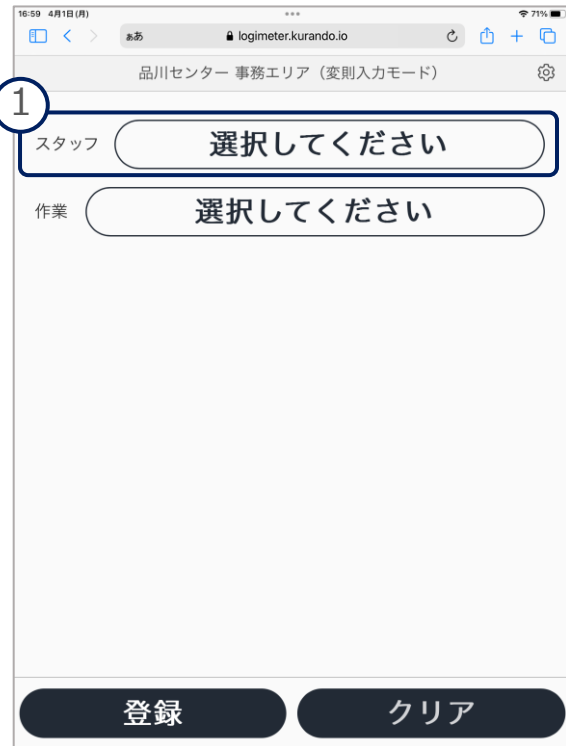 16:59 4月1日(月)
71%
ぁあ
logimeter.kurando.io
品川センター 事務エリア（変則入力モード）
1
スタッフ 選択してください
作業 選択してください
登録 クリア